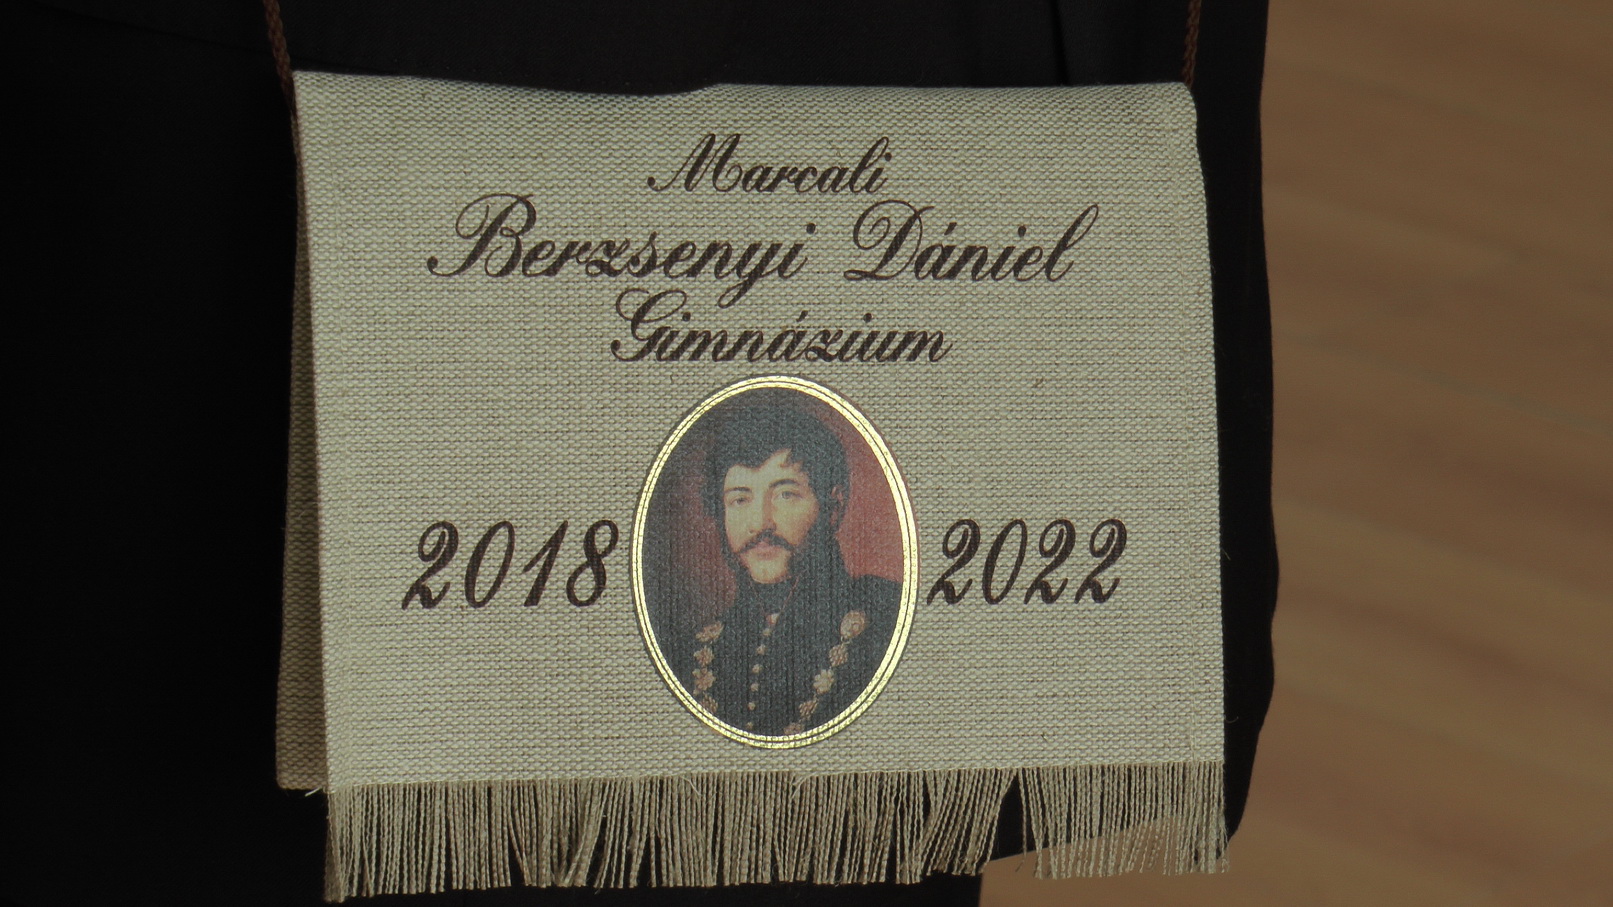 Marcali
Berzsenyi Dániel
Gimnázium
2018 2022